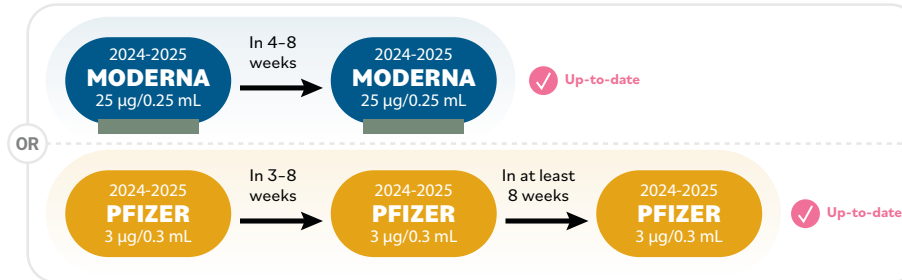 In 4–8
weeks
2024-2025
MODERNA
25 µg/0.25 mL
2024-2025
MODERNA
25 µg/0.25 mL
Up-to-date
OR
In 3–8
weeks
In at least
8 weeks
2024-2025
PFIZER
3 µg/0.3 mL
2024-2025
PFIZER
3 µg/0.3 mL
2024-2025
PFIZER
3 µg/0.3 mL
Up-to-date